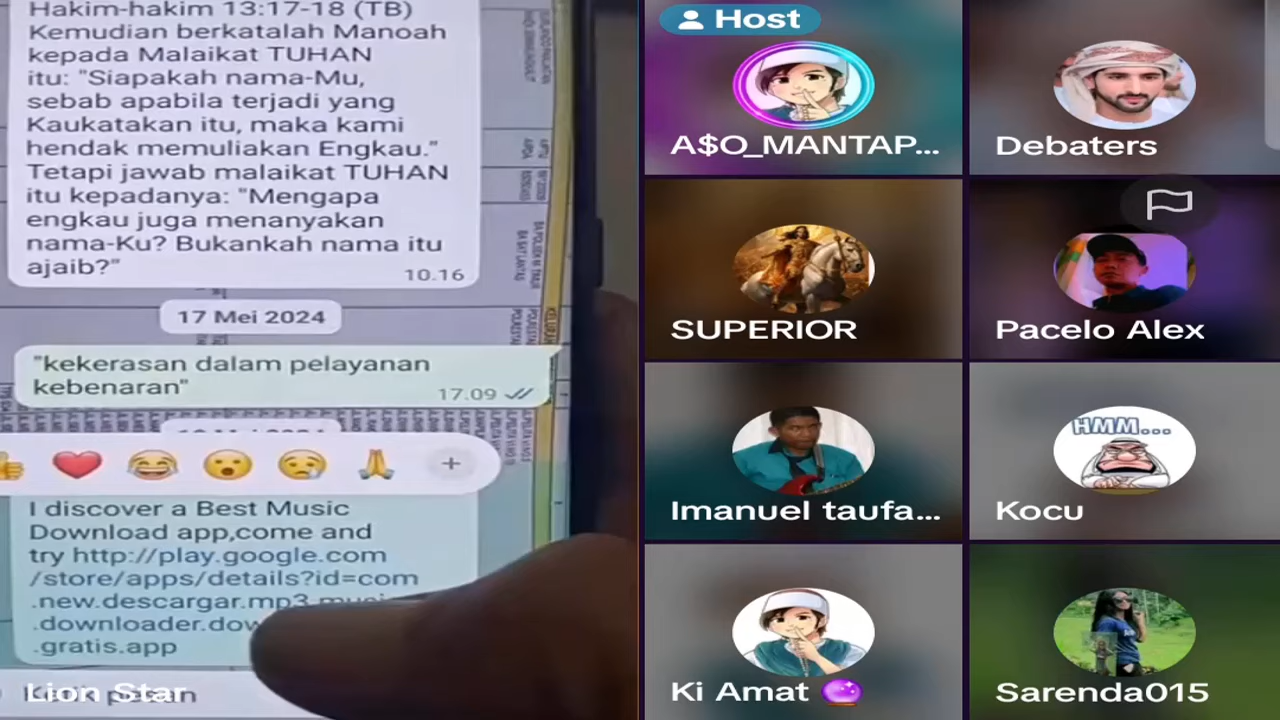 Hakim-hakim 13:17-18 (TB)
Kemudian berkatalah Manoah
kepada Malaikat TUHAN
itu: "Siapakah nama-Mu,
sebab apabila terjadi yang
Kaukatakan itu, maka kami
hendak memuliakan Engkau."
Tetapi jawab malaikat TUHAN
itu kepadanya: "Mengapa
engkau juga menanyakan
nama-Ku? Bukankah nama itu
ajaib?"
10.16
17 Mei 2024
"kekerasan dalam pelayanan
kebenaran"
17.09
I discover a Best Music
Download app,come and
try http://play.google.com
/store/apps/details?id=com
.new.descargar.mp3
.downloader.dow
.gratis.app
Lion Star
Host
A$O_MANTAP...
Debaters
SUPERIOR
Pacelo Alex
Imanuel taufa...
HMM...
Kocu
Ki Amat
Sarenda015